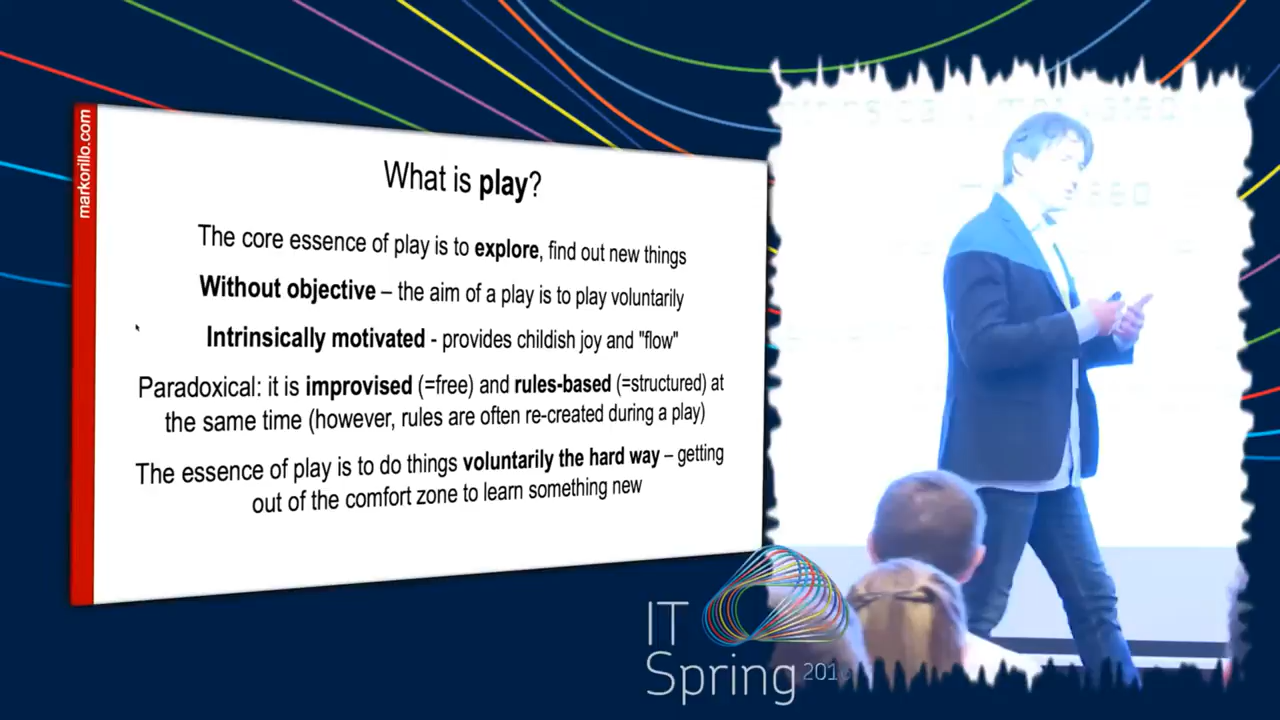 markorillo.com
What is play?
The core essence of play is to explore, find out new things
Without objective – the aim of a play is to play voluntarily
Intrinsically motivated - provides childish joy and "flow"
Paradoxical: it is improvised (=free) and rules-based (=structured) at
the same time (however, rules are often re-created during a play)
The essence of play is to do things voluntarily the hard way – getting
out of the comfort zone to learn something new
IT
Spring